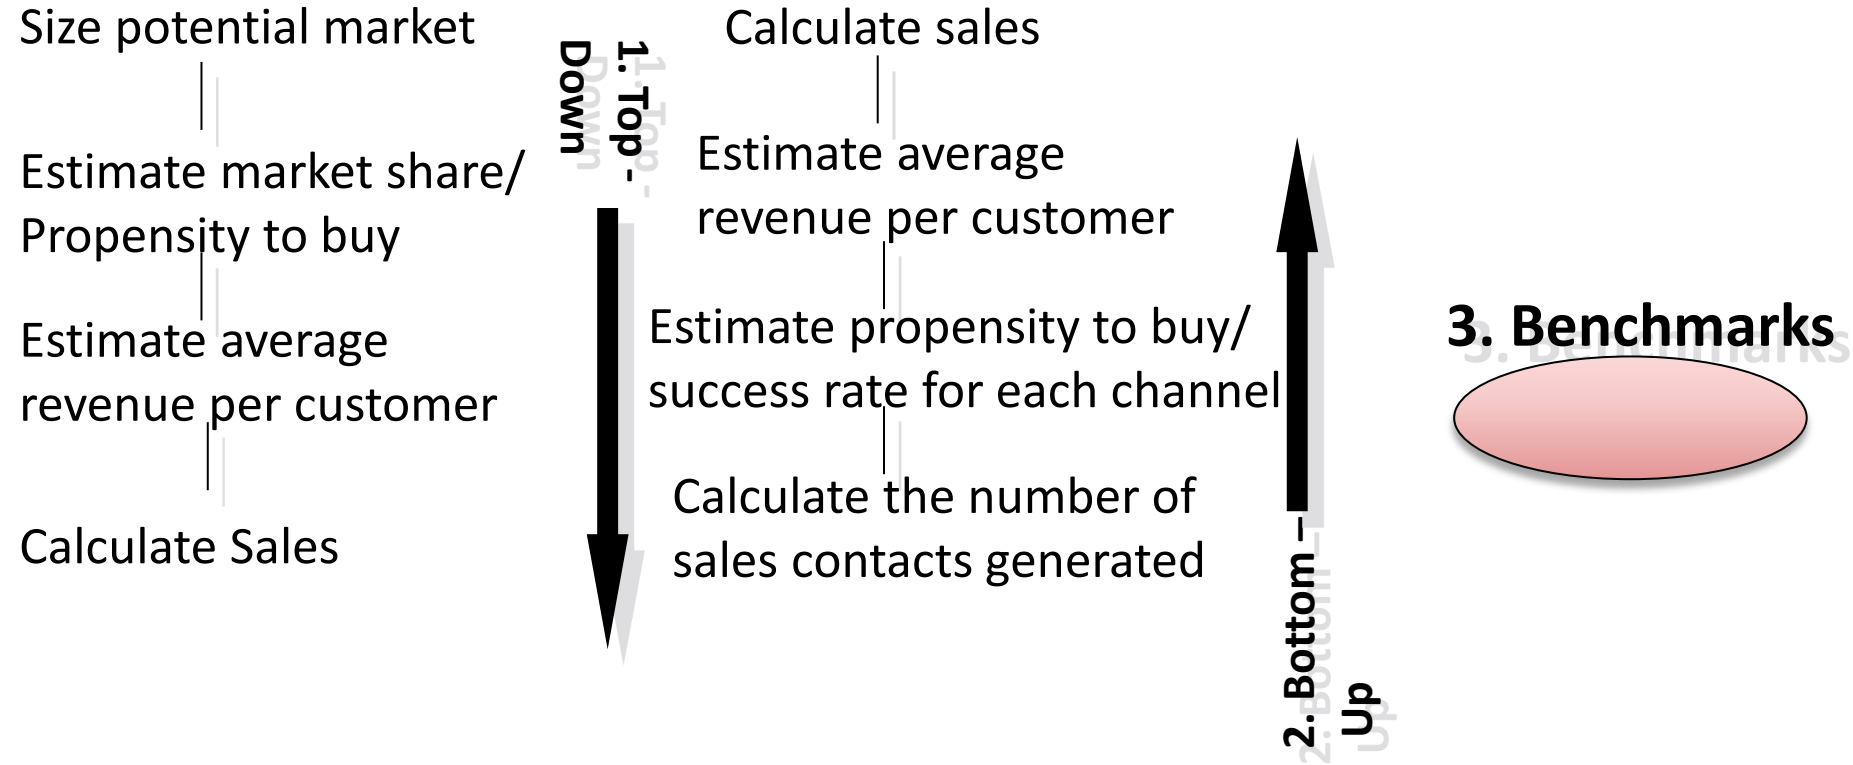 Size potential market
Estimate market share/
Propensity to buy
Estimate average
revenue per customer
Calculate Sales
1. Top -
Down
Calculate sales
Estimate average
revenue per customer
Estimate propensity to buy/
success rate for each channel
Calculate the number of
sales contacts generated
2. Bottom –
Up
3. Benchmarks